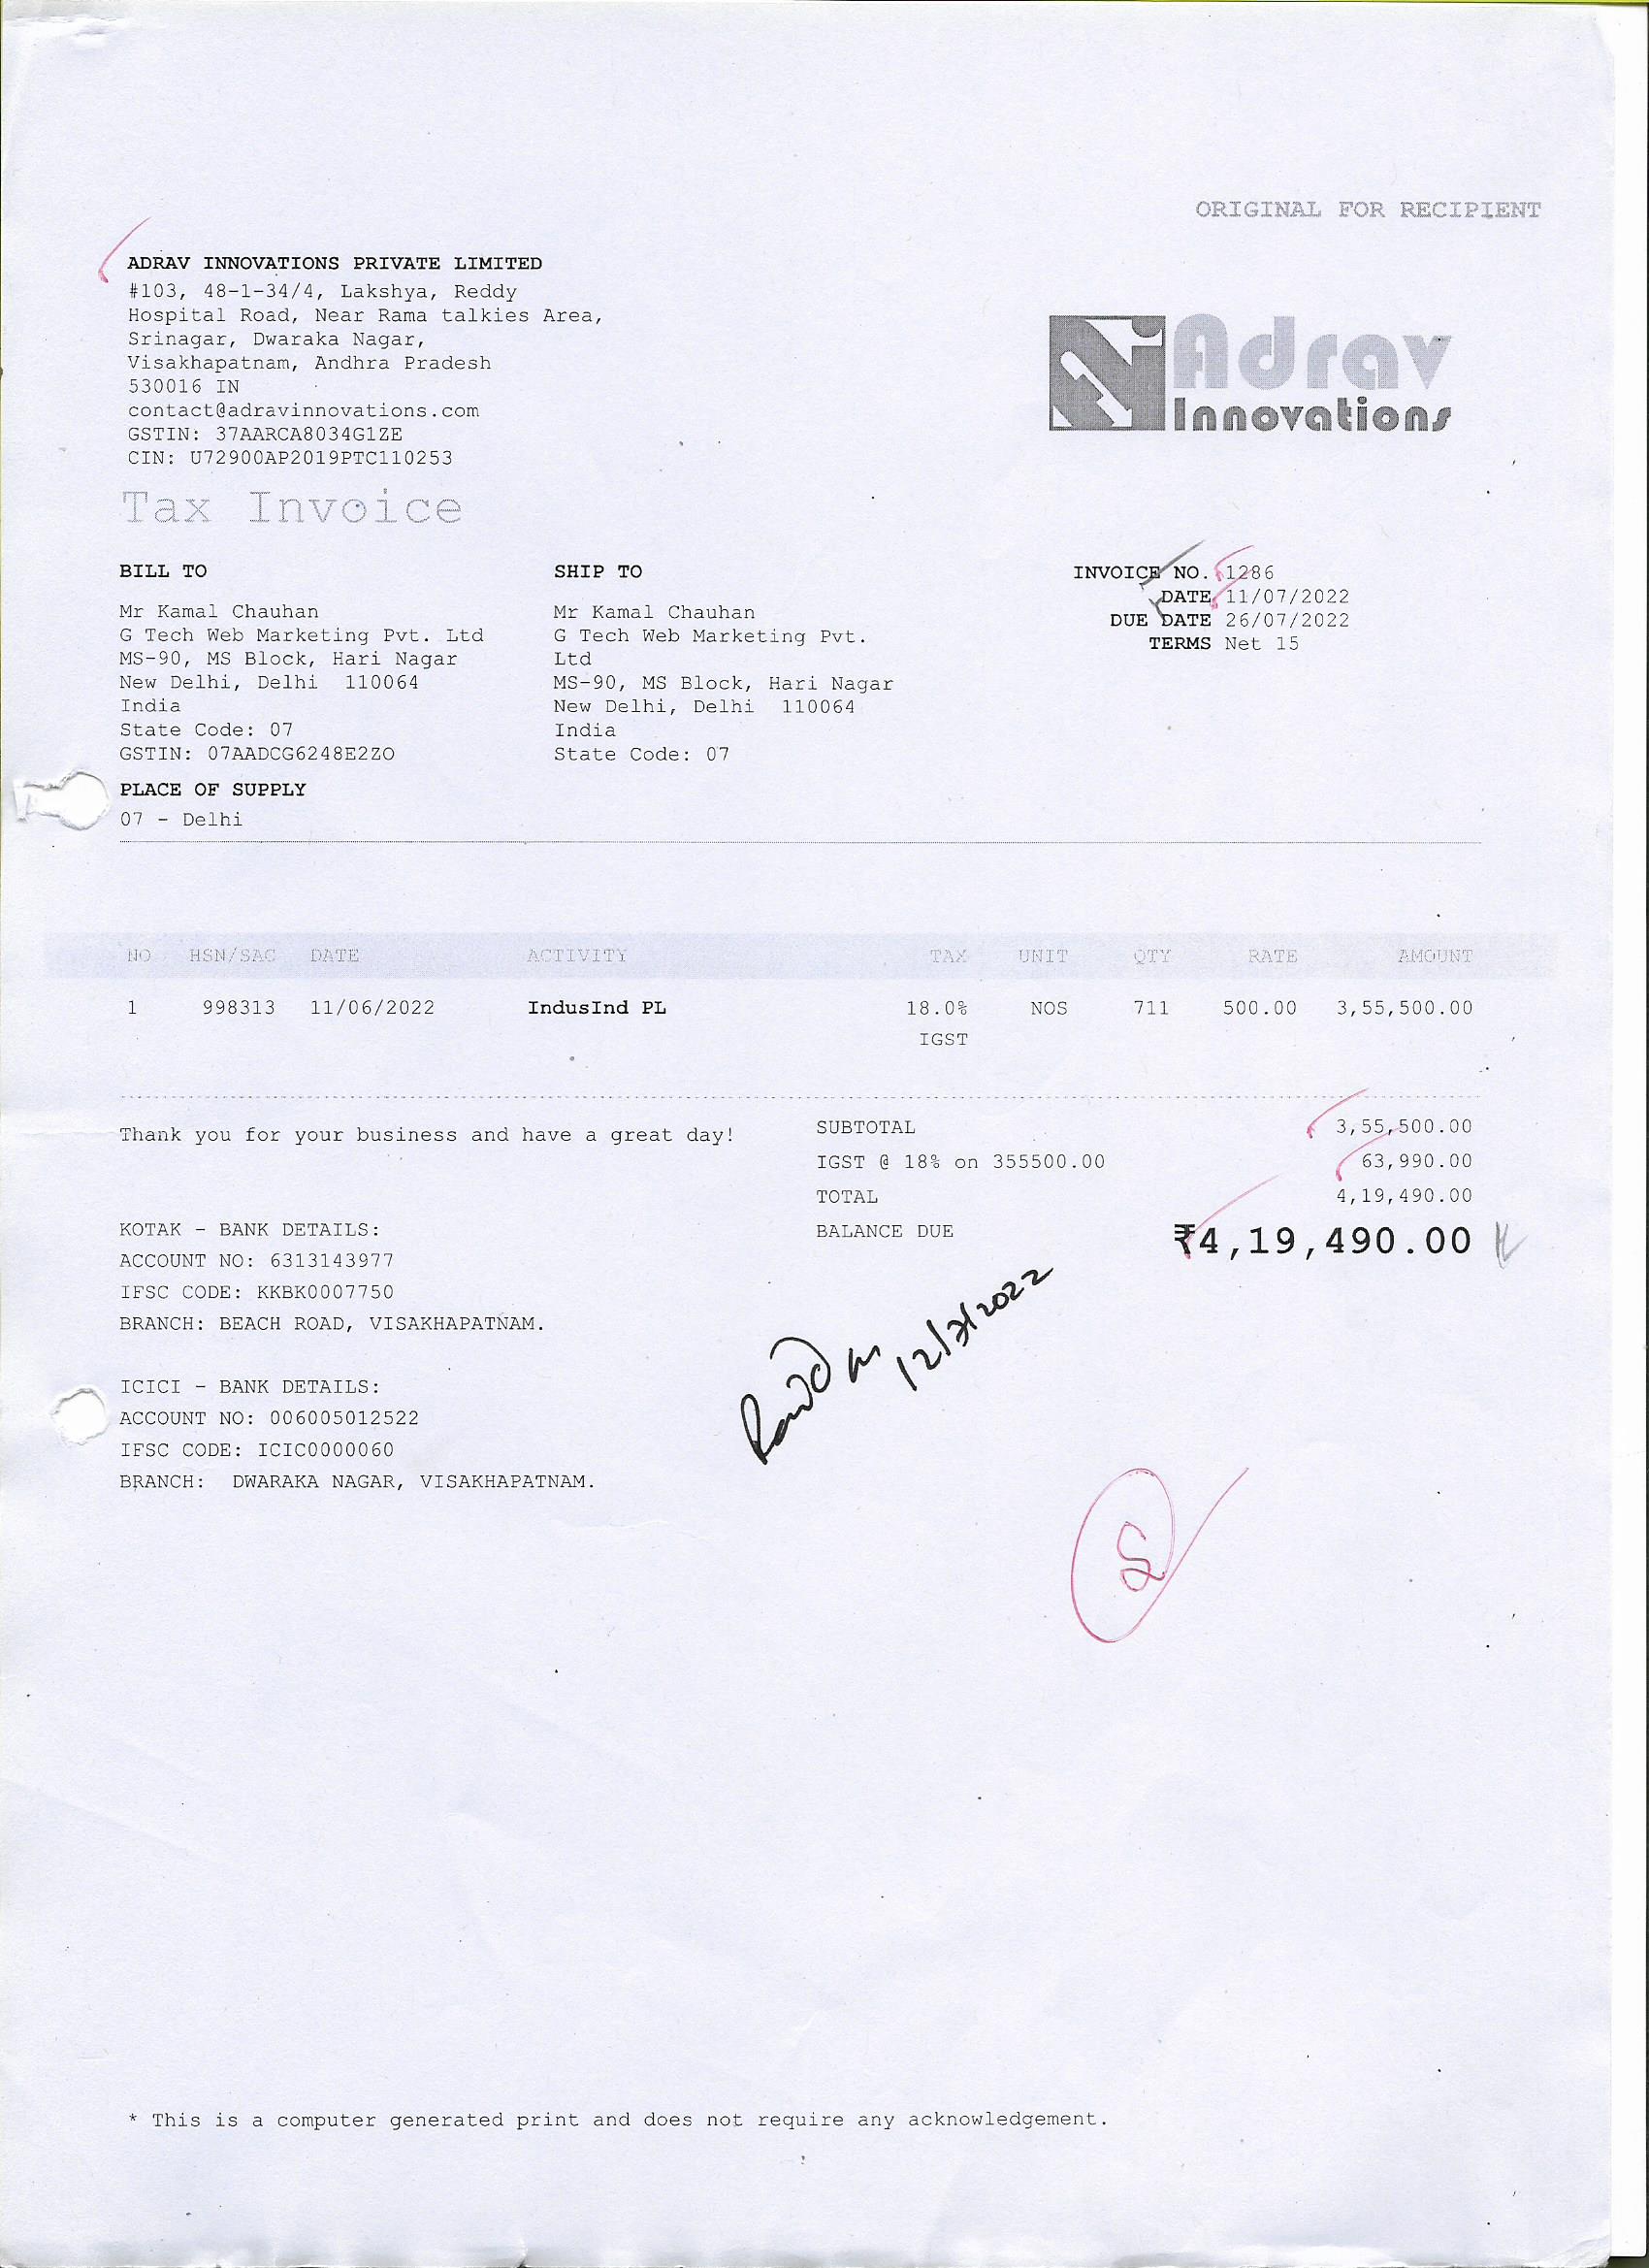 ORIGINAL FOR RECIPIENT
ADRAV INNOVATIONS PRIVATE LIMITED
#103, 48-1-34/4, Lakshya, Reddy
Hospital Road, Near Rama talkies Area,
Srinagar, Dwaraka Nagar,
Visakhapatnam, Andhra Pradesh
530016 IN
contact@adravinnovations.com
GSTIN: 37AARCA8034G1ZE
CIN: U72900AP2019PTC110253
Adrav
Innovations
Tax Invoice
BILL TO
Mr Kamal Chauhan
G Tech Web Marketing Pvt. Ltd
MS-90, MS Block, Hari Nagar
New Delhi, Delhi 110064
India
State Code: 07
GSTIN: 07AADCG6248E2ZO
SHIP TO
Mr Kamal Chauhan
G Tech Web Marketing Pvt.
Ltd
MS-90, MS Block, Hari Nagar
New Delhi, Delhi 110064
India
State Code: 07
INVOICE NO. 1286
DATE 11/07/2022
DUE DATE 26/07/2022
TERMS Net 15
PLACE OF SUPPLY
07 - Delhi
NO HSN/SAC DATE ACTIVITY TAX UNIT QTY RATE AMOUNT
1 998313 11/06/2022 IndusInd PL 18.0% NOS 711 500.00 3,55,500.00
IGST
Thank you for your business and have a great day!
SUBTOTAL 3,55,500.00
IGST @ 18% on 355500.00 63,990.00
TOTAL 4,19,490.00
BALANCE DUE ₹4,19,490.00
KOTAK - BANK DETAILS:
ACCOUNT NO: 6313143977
IFSC CODE: KKBK0007750
BRANCH: BEACH ROAD, VISAKHAPATNAM.
12/7/2022
ICICI - BANK DETAILS:
ACCOUNT NO: 006005012522
IFSC CODE: ICIC0000060
BRANCH: DWARAKA NAGAR, VISAKHAPATNAM.
* This is a computer generated print and does not require any acknowledgement.